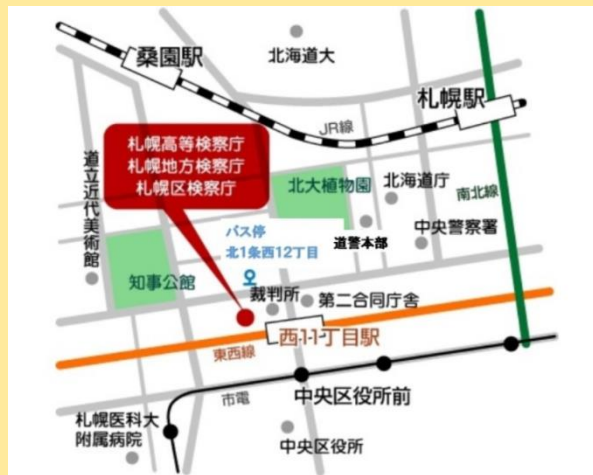 桑園駅
北海道大
札幌駅
JR線
札幌高等検察庁
札幌地方検察庁
札幌区検察庁
道立近代美術館
北大植物園
北海道庁
南北線
バス停
北1条西12丁目
道警本部
中央警察署
知事公館
裁判所
第二合同庁舎
西11丁目駅
東西線
市電
中央区役所前
札幌医科大
附属病院
中央区役所